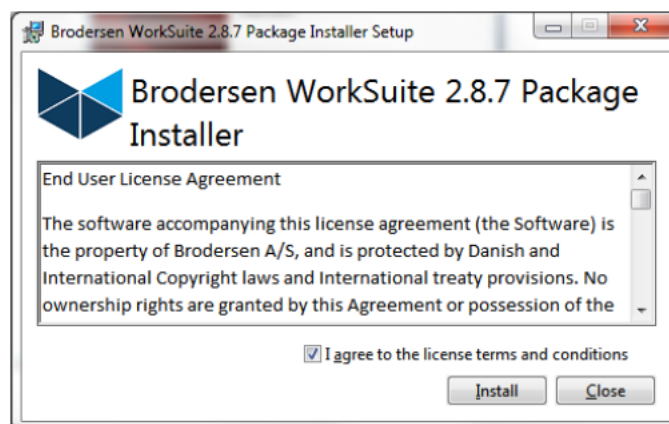 Brodersen WorkSuite 2.8.7 Package Installer Setup
Brodersen WorkSuite 2.8.7 Package
Installer
End User License Agreement
The software accompanying this license agreement (the Software) is
the property of Brodersen A/S, and is protected by Danish and
International Copyright laws and International treaty provisions. No
ownership rights are granted by this Agreement or possession of the
I agree to the license terms and conditions
Install Close